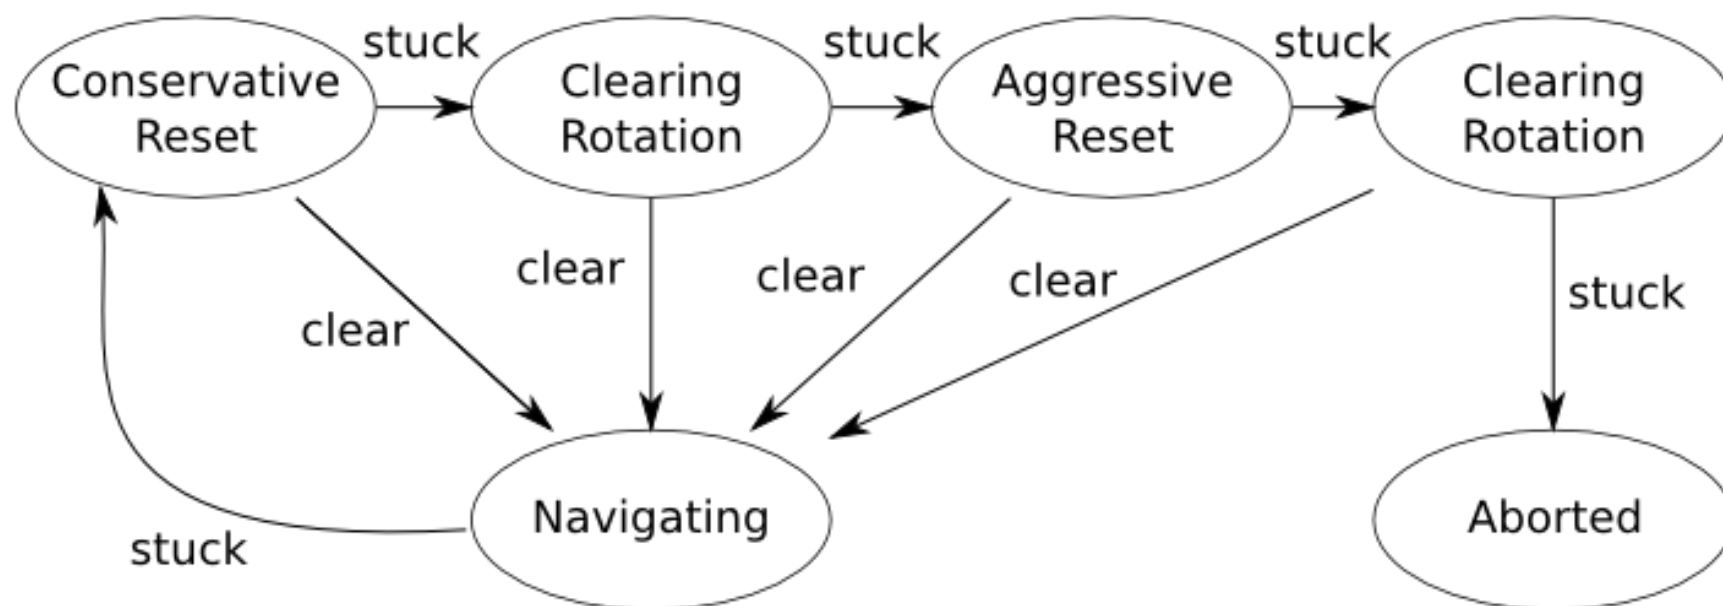 stuck
stuck
stuck
Conservative
Reset
Clearing
Rotation
Aggressive
Reset
Clearing
Rotation
clear
clear
clear
clear
stuck
Navigating
Aborted
stuck